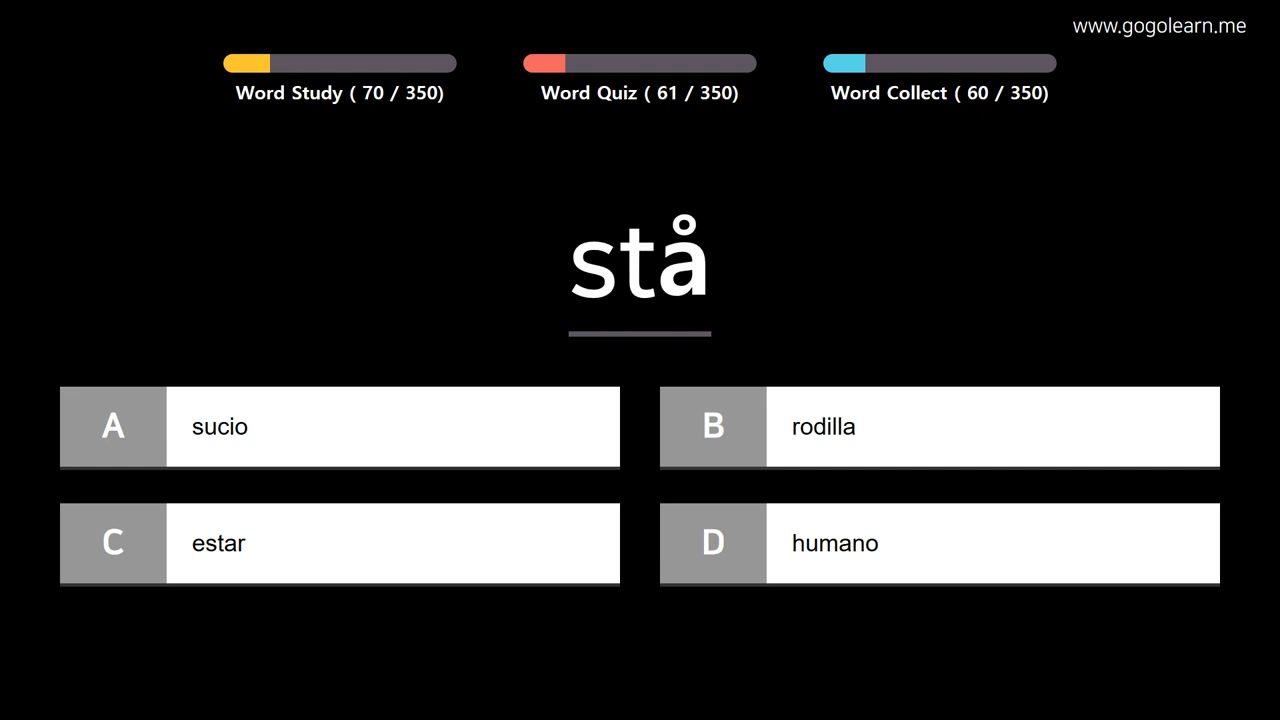 www.gogolearn.me
Word Study ( 70 / 350)
Word Quiz ( 61 / 350)
Word Collect ( 60 / 350)
stå
A sucio
B rodilla
C estar
D humano